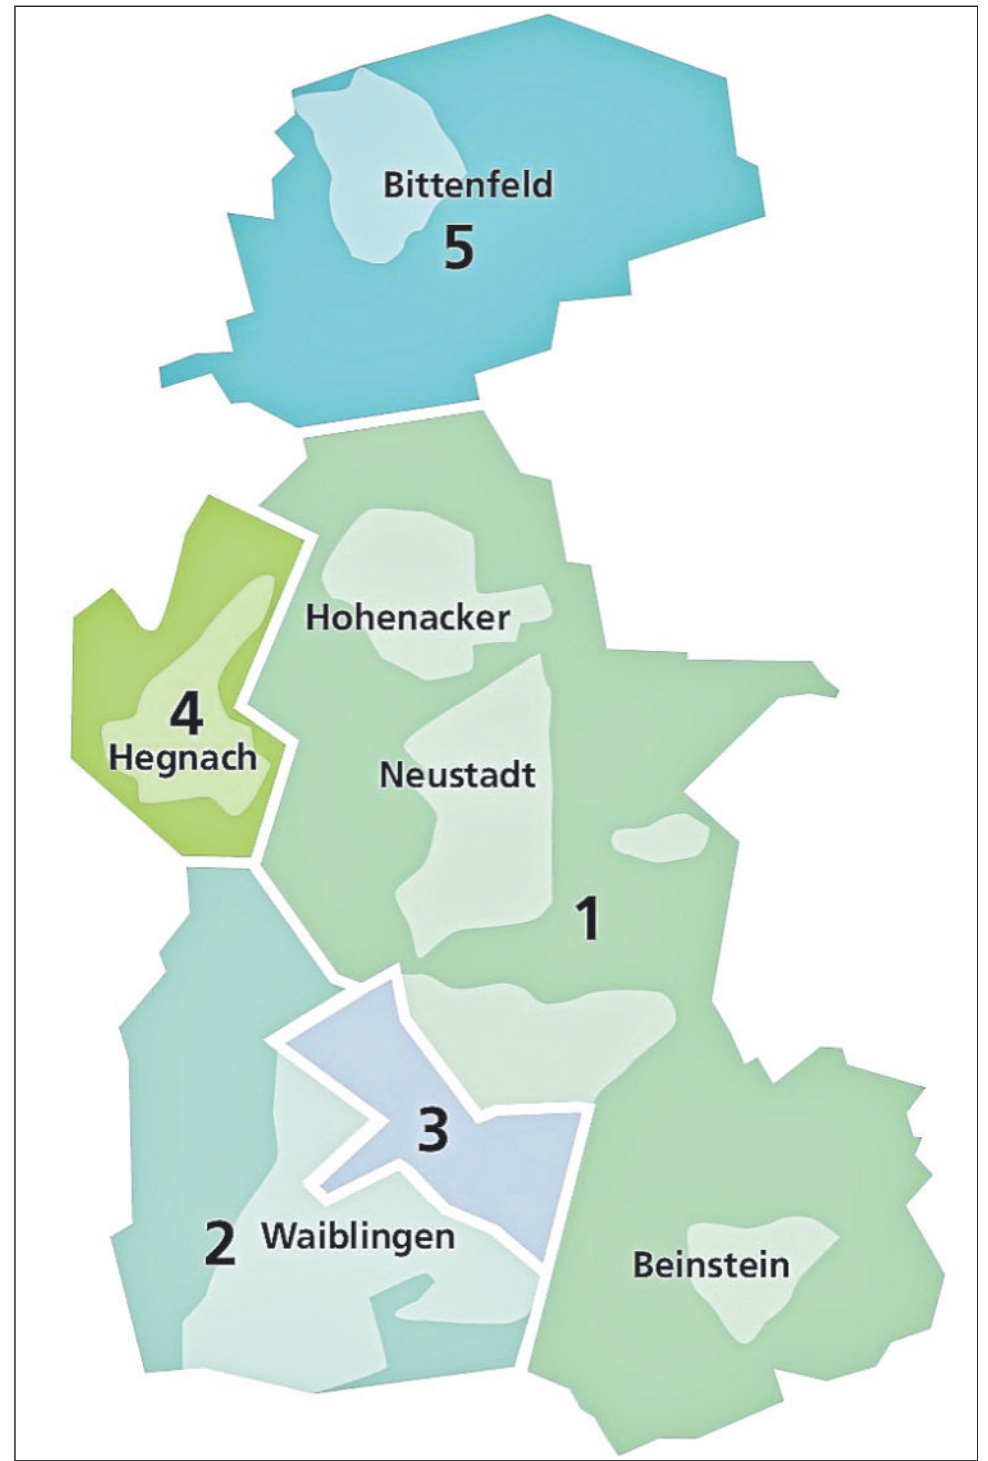 Bittenfeld
5
Hohenacker
4
Hegnach
Neustadt
1
3
2 Waiblingen
Beinstein